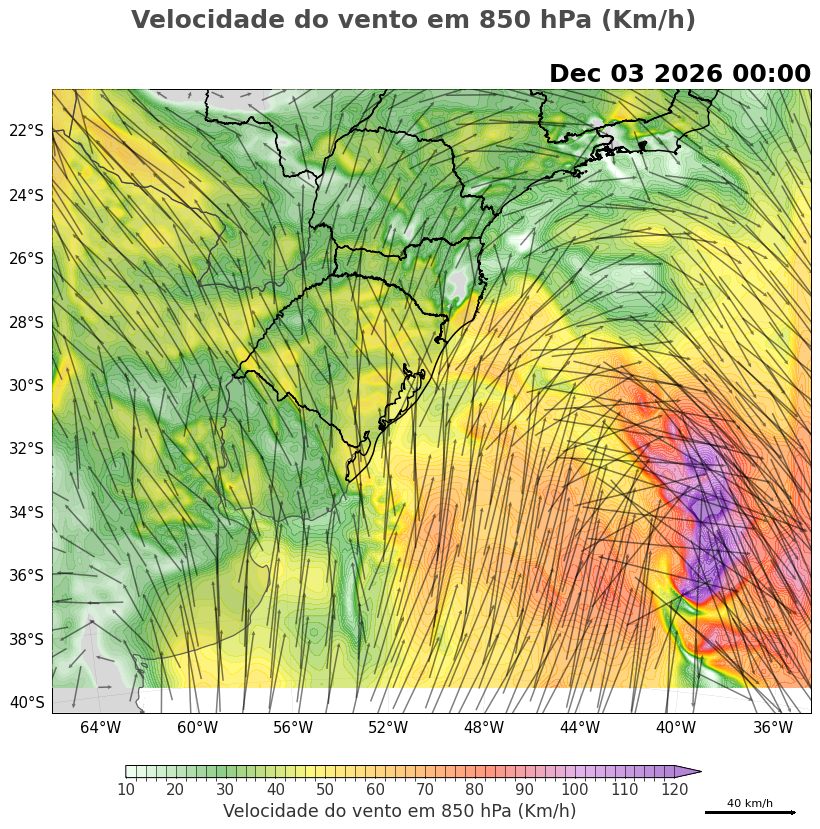 Velocidade do vento em 850 hPa (Km/h)
Dec 03 2026 00:00
22°S
24°S
26°S
28°S
30°S
32°S
34°S
36°S
38°S
40°S
64°W 60°W 56°W 52°W 48°W 44°W 40°W 36°W
10 20 30 40 50 60 70 80 90 100 110 120
Velocidade do vento em 850 hPa (Km/h)
40 km/h